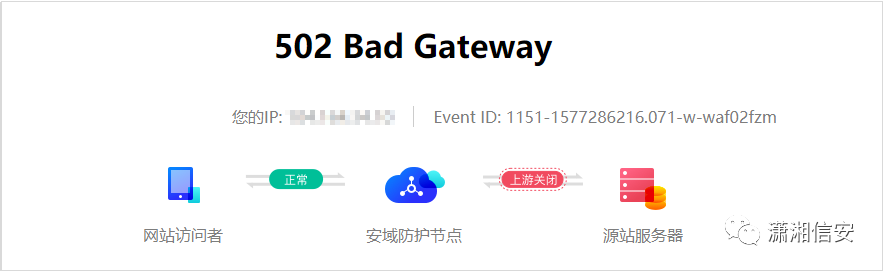 502 Bad Gateway
您的IP: Event ID: 1151-1577286216.071-w-waf02fzm
正常 上游关闭
网站访问者 安域防护节点 源站服务器
潇湘信安